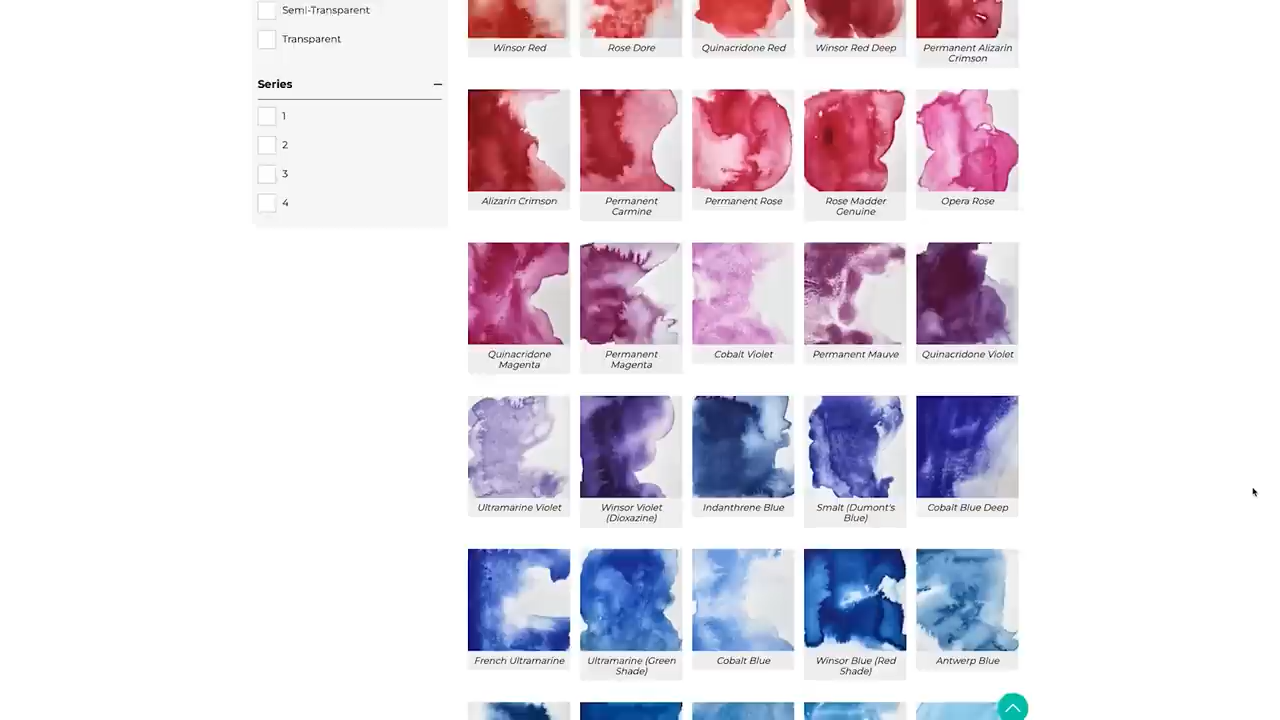 Semi-Transparent
Transparent
Series
1
2
3
4
Winsor Red
Rose Dore
Quinacridone Red
Winsor Red Deep
Permanent Alizarin
Crimson
Alizarin Crimson
Permanent
Carmine
Permanent Rose
Rose Madder
Genuine
Opera Rose
Quinacridone
Magenta
Permanent
Magenta
Cobalt Violet
Permanent Mauve
Quinacridone Violet
Ultramarine Violet
Winsor Violet
(Dioxazine)
Indanthrene Blue
Smalt (Dumont's
Blue)
Cobalt Blue Deep
French Ultramarine
Ultramarine (Green
Shade)
Cobalt Blue
Winsor Blue (Red
Shade)
Antwerp Blue